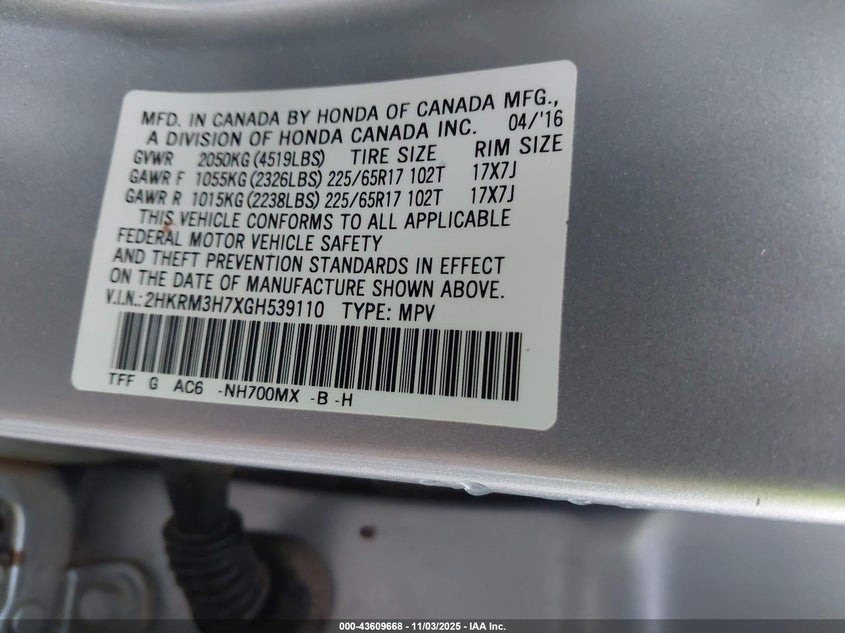 MFD. IN CANADA BY HONDA OF CANADA MFG.,
A DIVISION OF HONDA CANADA INC. 04/'16
GVWR 2050KG (4519LBS) TIRE SIZE RIM SIZE
GAWR F 1055KG (2326LBS) 225/65R17 102T 17X7J
GAWR R 1015KG (2238LBS) 225/65R17 102T 17X7J
THIS VEHICLE CONFORMS TO ALL APPLICABLE
FEDERAL MOTOR VEHICLE SAFETY
AND THEFT PREVENTION STANDARDS IN EFFECT
ON THE DATE OF MANUFACTURE SHOWN ABOVE.
V.I.N.: 2HKRM3H7XGH539110 TYPE: MPV
TFF G AC6 -NH700MX -B -H
000-43609668 - 11/03/2025 - IAA Inc.